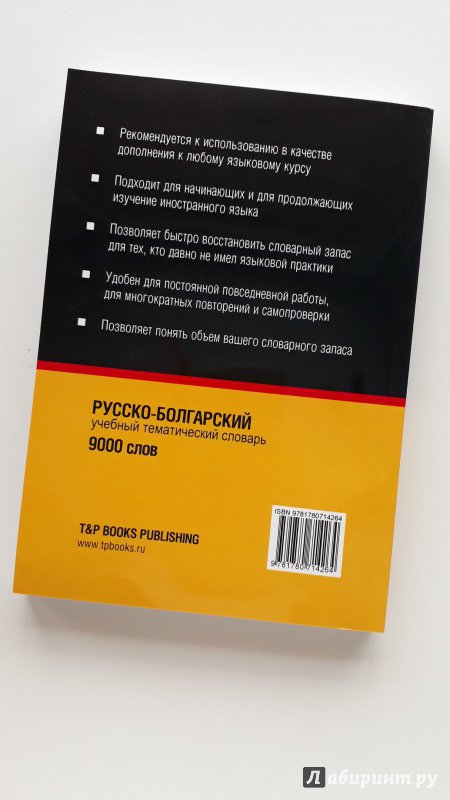 Рекомендуется к использованию в качестве
дополнения к любому языковому курсу
Подходит для начинающих и для продолжающих
изучение иностранного языка
Позволяет быстро восстановить словарный запас
для тех, кто давно не имел языковой практики
Удобен для постоянной повседневной работы,
для многократных повторений и самопроверки
Позволяет понять объем вашего словарного запаса
РУССКО-БОЛГАРСКИЙ
учебный тематический словарь
9000 слов
T&P BOOKS PUBLISHING
www.tpbooks.ru
ISBN 9781780714264
9 781780 714264
Лабиринт.ру